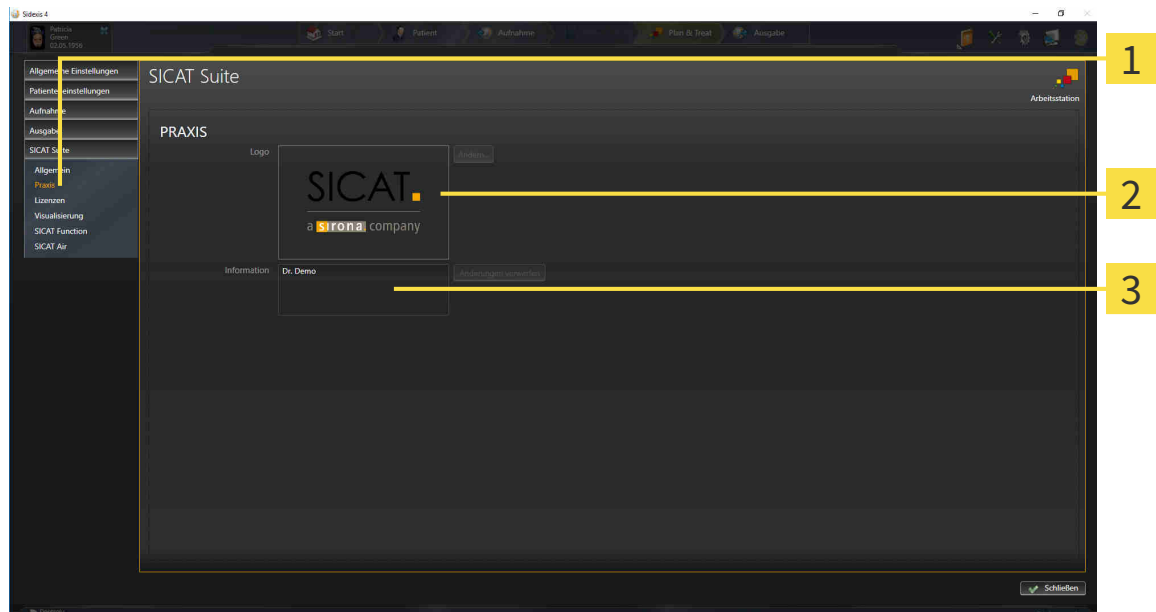 Sidexis 4
Patricia
Green
02.05.1956
Start
Patient
Aufnahme
Plan & Treat
Ausgabe
1
Allgemeine Einstellungen
Patienteneinstellungen
Aufnahme
Ausgabe
SICAT Suite
Allgemein
Praxis
Lizenzen
Visualisierung
SICAT Function
SICAT Air
SICAT Suite
Arbeitsstation
PRAXIS
Logo
SICAT.
a sirona. company
Ändern...
2
Information
Dr. Demo
Änderungen verwerfen
3
Schließen